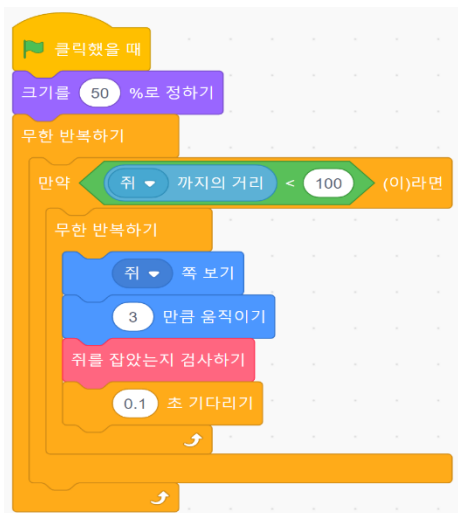 클릭했을 때
크기를 50 %로 정하기
무한 반복하기
만약 쥐 까지의 거리 < 100 (이)라면
무한 반복하기
쥐 쪽 보기
3 만큼 움직이기
쥐를 잡았는지 검사하기
0.1 초 기다리기